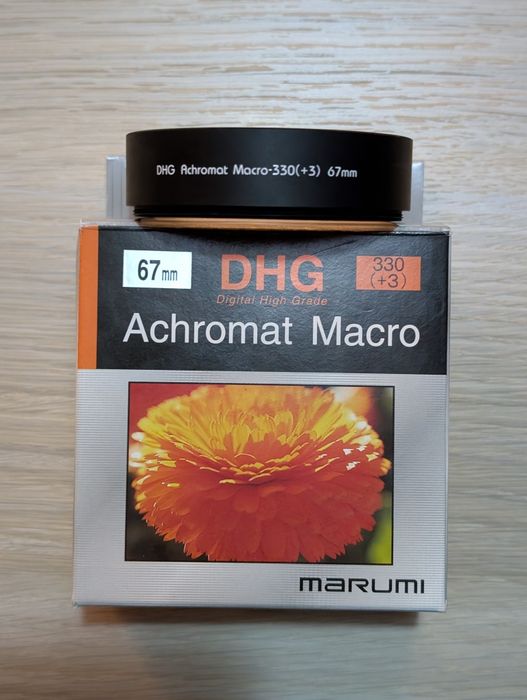 DHG Achromat Macro-330(+3) 67mm
67mm
DHG
330
(+3)
Digital High Grade
Achromat Macro
marumi